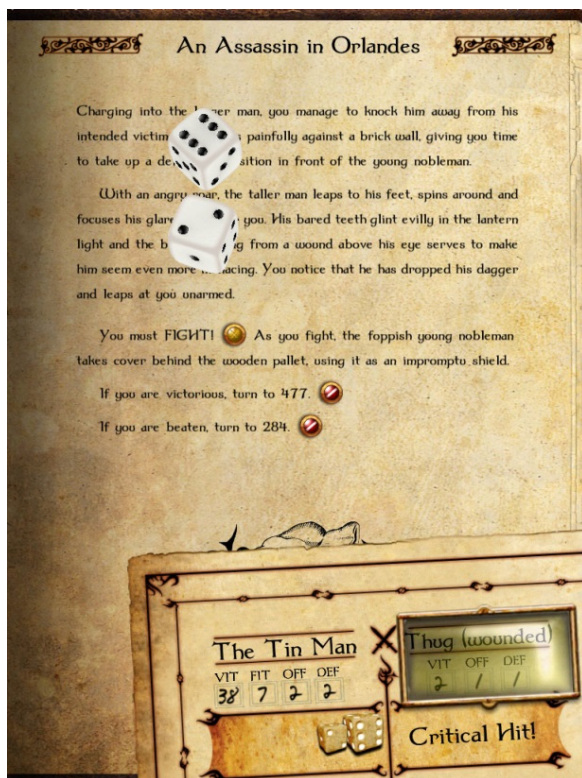 An Assassin in Orlandes
Charging into the man, you manage to knock him away from his
intended victim painfully against a brick wall, giving you time
to take up a position in front of the young nobleman.
With an angry roar, the taller man leaps to his feet, spins around and
focuses his glare you. His bared teeth glint evilly in the lantern
light and the from a wound above his eye serves to make
him seem even more You notice that he has dropped his dagger
and leaps at you unarmed.
You must FIGHT! As you fight, the foppish young nobleman
takes cover behind the wooden pallet, using it as an impromptu shield.
If you are victorious, turn to 477.
If you are beaten, turn to 284.
The Tin Man
VIT FIT OFF DEF
38 7 2 2
Thug (wounded)
VIT OFF DEF
2 1 1
Critical Hit!